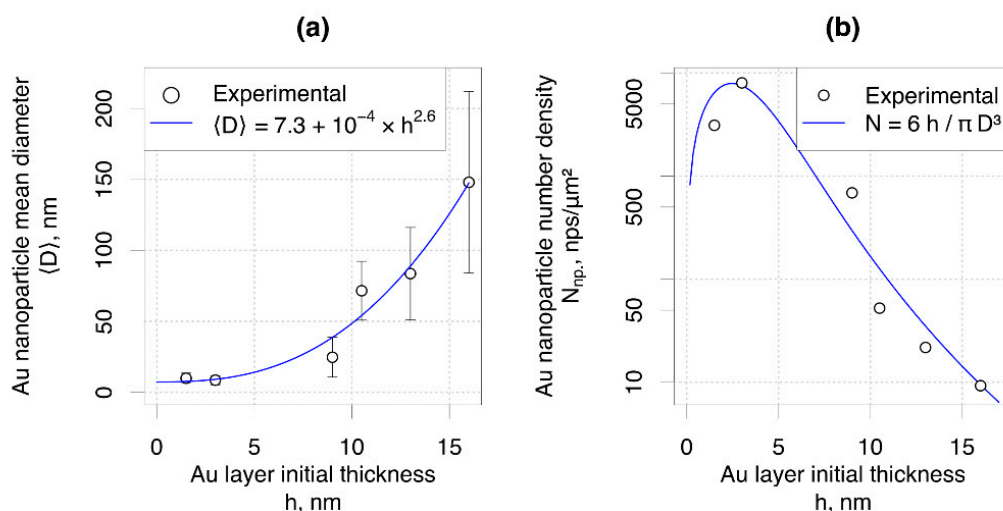 (a)
Au nanoparticle mean diameter
⟨D⟩, nm
200
150
100
50
0
Experimental
⟨D⟩ = 7.3 + 10⁻⁴ × h²·⁶
0 5 10 15
Au layer initial thickness
h, nm
(b)
Au nanoparticle number density
Nnp., nps/μm²
5000
500
50
10
Experimental
N = 6 h / π D³
0 5 10 15
Au layer initial thickness
h, nm